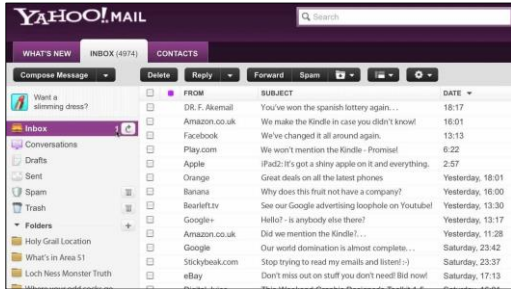 YAHOO! MAIL
Search
WHAT'S NEW INBOX (4974) CONTACTS
Compose Message Delete Reply Forward Spam
Want a
slimming dress?
Inbox
Conversations
Drafts
Sent
Spam
Trash
Folders
Holy Grail Location
What's in Area 51
Loch Ness Monster Truth
Where your odd socks go
FROM SUBJECT DATE
DR. F. Akemail You've won the spanish lottery again... 18:17
Amazon.co.uk We make the Kindle in case you didn't know! 16:01
Facebook We've changed it all around again. 13:13
Play.com We won't mention the Kindle - Promise! 6:22
Apple iPad2: It's got a shiny apple on it and everything. 2:57
Orange Great deals on all the latest phones Yesterday, 18:01
Banana Why does this fruit not have a company? Yesterday, 16:00
Bearleft.tv See our Google advertising loophole on Youtube! Yesterday, 13:30
Google+ Hello? - is anybody else there? Yesterday, 13:17
Amazon.co.uk Did we mention the Kindle?... Yesterday, 11:28
Google Our world domination is almost complete... Saturday, 23:42
Stickybeak.com Stop trying to read my emails and listen! :-) Saturday, 23:37
eBay Don't miss out on stuff you don't need! Bid now! Saturday, 17:13